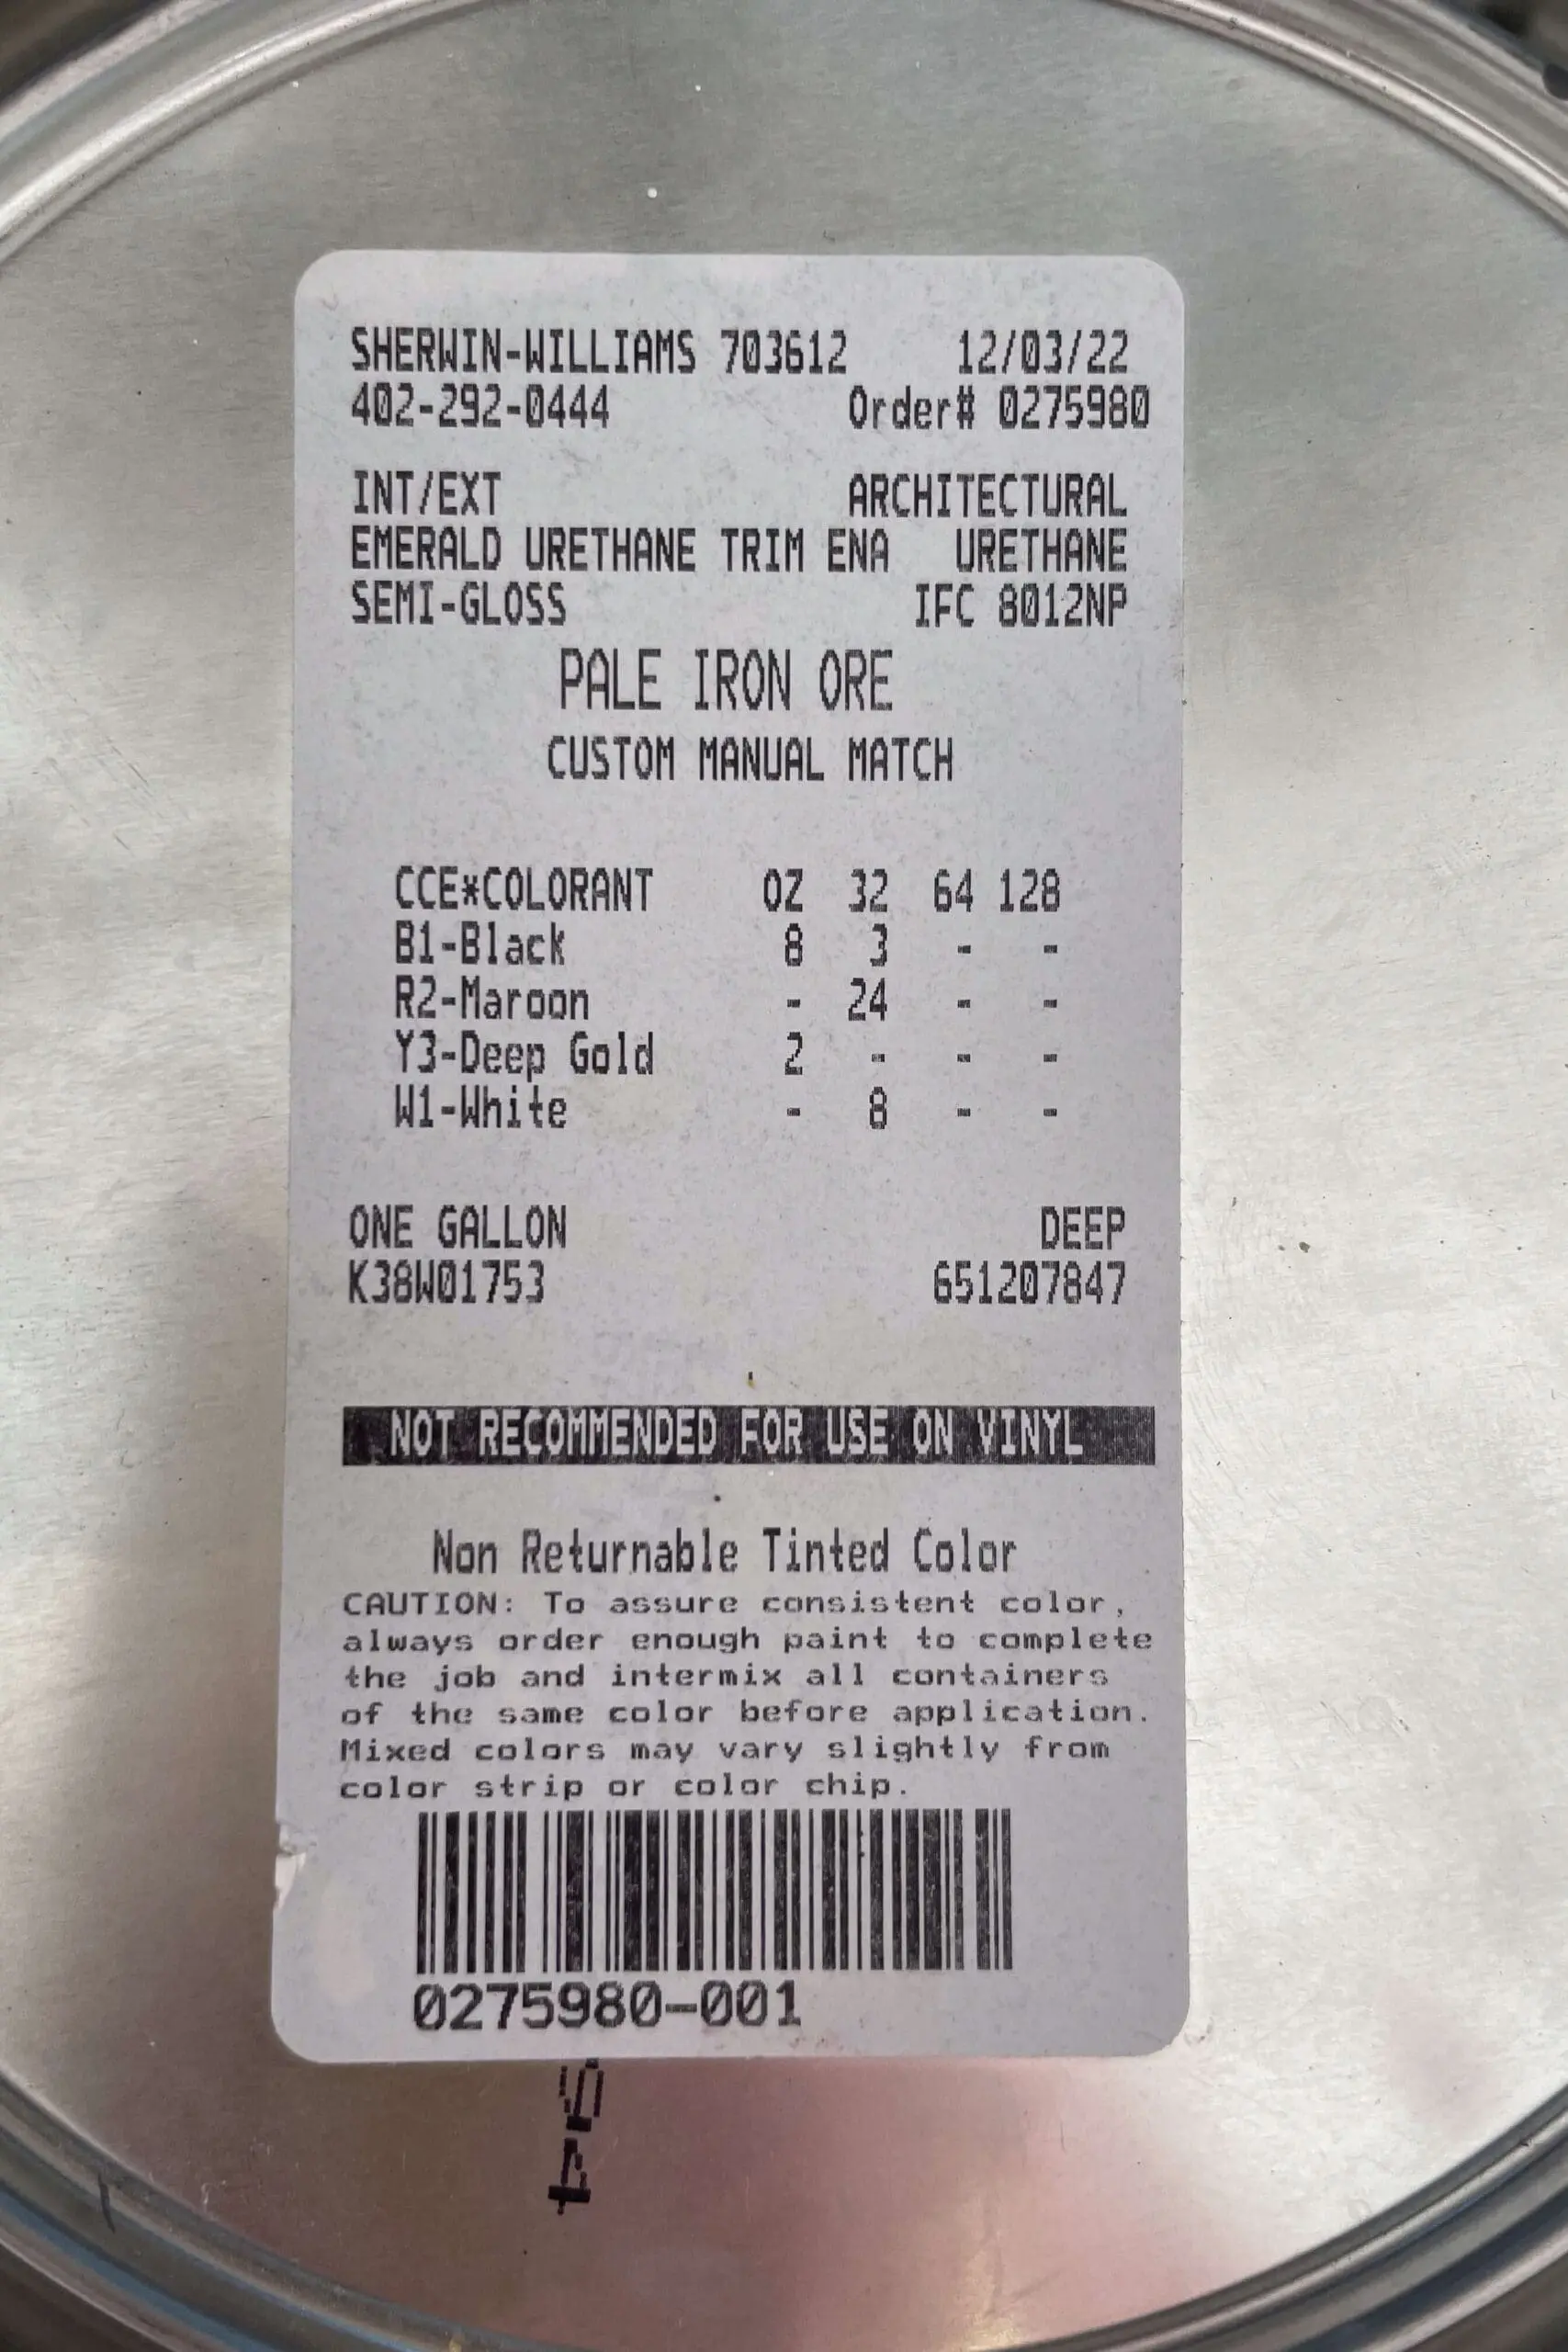 SHERWIN-WILLIAMS 703612 12/03/22
402-292-0444 Order# 0275980
INT/EXT ARCHITECTURAL
EMERALD URETHANE TRIM ENA URETHANE
SEMI-GLOSS IFC 8012NP
PALE IRON ORE
CUSTOM MANUAL MATCH
CCE*COLORANT OZ 32 64 128
B1-Black 8 3 - -
R2-Maroon - 24 - -
Y3-Deep Gold 2 - - -
W1-White - 8 - -
ONE GALLON DEEP
K38W01753 651207847
NOT RECOMMENDED FOR USE ON VINYL
Non Returnable Tinted Color
CAUTION: To assure consistent color,
always order enough paint to complete
the job and intermix all containers
of the same color before application.
Mixed colors may vary slightly from
color strip or color chip.
0275980-001